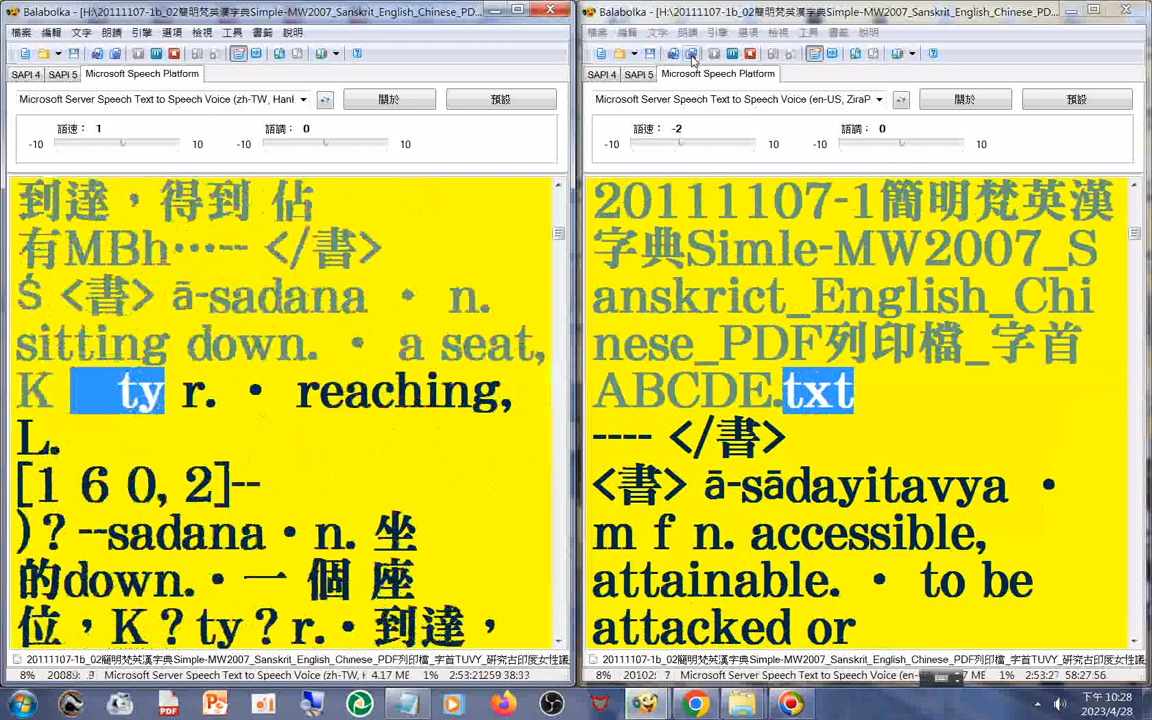 Balabolka - [H:\20111107-1b_02簡明梵英漢字典Simple-MW2007_Sanskrit_English_Chinese_PD...
檔案 編輯 文字 朗讀 引擎 選項 檢視 工具 書籤 說明
SAPI 4 SAPI 5 Microsoft Speech Platform
Microsoft Server Speech Text to Speech Voice (zh-TW, Hanl
關於 預設
語速： 1 語調： 0
-10 10 -10 10
到達，得到 佔
有MBh…-- </書>
Ś <書> ā-sadana • n.
sitting down. • a seat,
K ty r. • reaching,
L.
[1 6 0, 2]--
)? --sadana•n. 坐
的down.•一 個 座
位，K？ty？r.•到達，
20111107-1b_02簡明梵英漢字典Simple-MW2007_Sanskrit_English_Chinese_PDF列印檔_字首TUVY_研究古印度女性議
8% Microsoft Server Speech Text to Speech Voice (zh-TW, 4.17 ME 1% 2:53:21259 38:33
Balabolka - [H:\20111107-1b_02簡明梵英漢字典Simple-MW2007_Sanskrit_English_Chinese_PD...
檔案 編輯 文字 朗讀 引擎 選項 檢視 工具 書籤 說明
SAPI 4 SAPI 5 Microsoft Speech Platform
Microsoft Server Speech Text to Speech Voice (en-US, ZiraP
關於 預設
語速： -2 語調： 0
-10 10 -10 10
20111107-1簡明梵英漢
字典Simle-MW2007_S
anskrict_English_Chi
nese_PDF列印檔_字首
ABCDE.txt
---- </書>
<書> ā-sādayitavya •
m f n. accessible,
attainable. • to be
attacked or
20111107-1b_02簡明梵英漢字典Simple-MW2007_Sanskrit_English_Chinese_PDF列印檔_字首TUVY_研究古印度女性議
8% Microsoft Server Speech Text to Speech Voice 1% 2:53:2 58:27:56
下午 10:28
2023/4/28